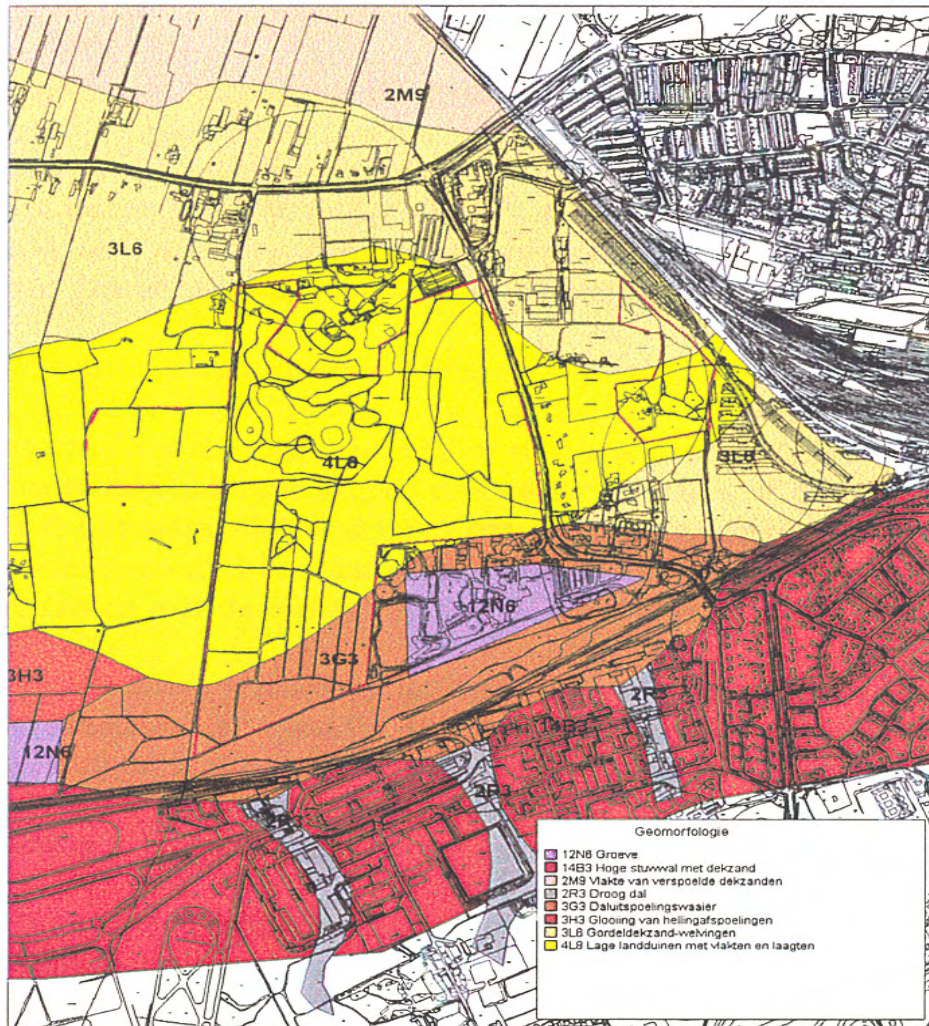 2M9
3L6
4L8
3L6
12N6
3G3
3H3
2R3
12N6
14B3
2R3
2R3
Geomorfologie
12N6 Groeve
14B3 Hoge stuwwal met dekzand
2M9 Vlakte van verspoelde dekzanden
2R3 Droog dal
3G3 Daluitspoelingswaaier
3H3 Glooiing van hellingafspoelingen
3L6 Gordeldekzand-welvingen
4L8 Lage landduinen met vlakten en laagten